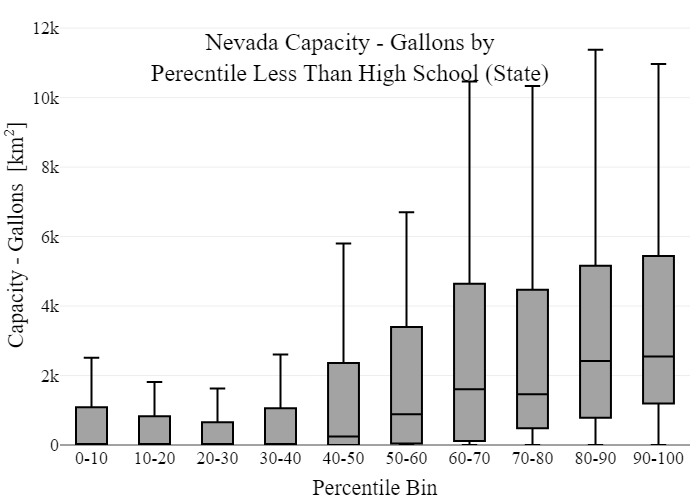 Nevada Capacity - Gallons by
Perecntile Less Than High School (State)
Capacity - Gallons [km²]
12k
10k
8k
6k
4k
2k
0
0-10 10-20 20-30 30-40 40-50 50-60 60-70 70-80 80-90 90-100
Percentile Bin